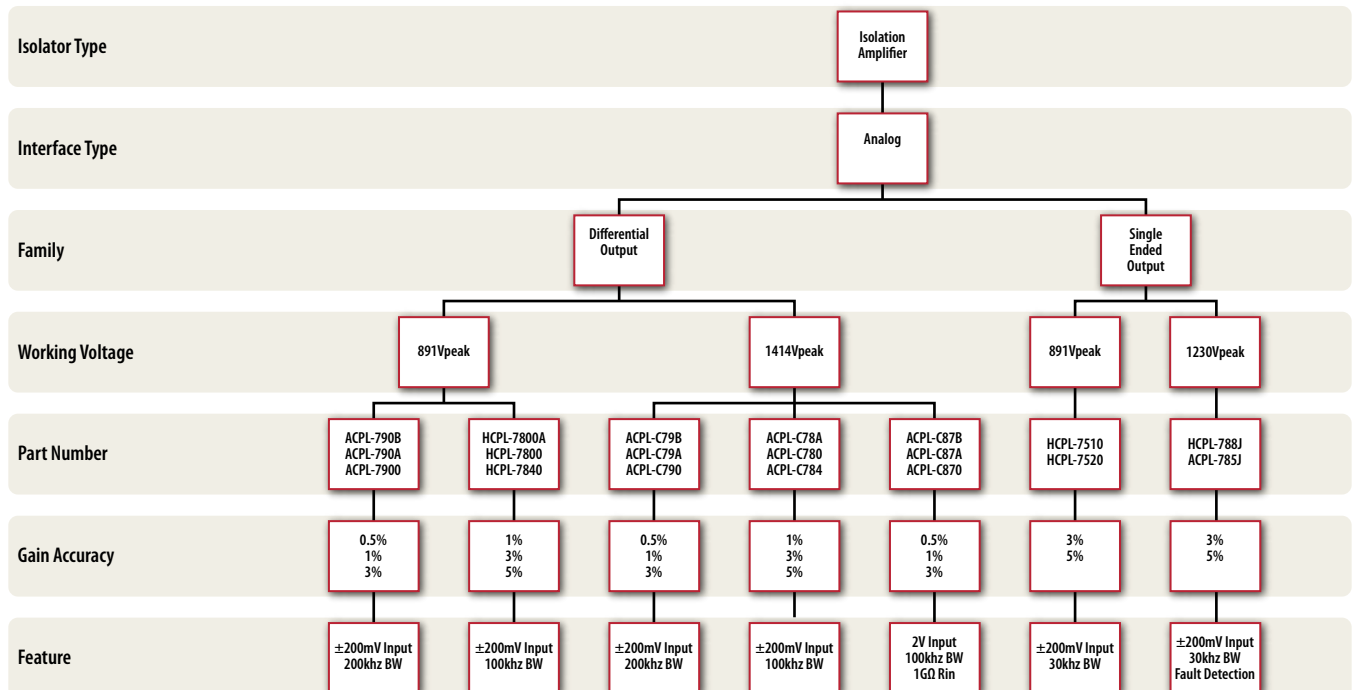 Isolator Type
Isolation
Amplifier
Interface Type
Analog
Family
Differential
Output
Single
Ended
Output
Working Voltage
891Vpeak
1414Vpeak
891Vpeak
1230Vpeak
Part Number
ACPL-790B
ACPL-790A
ACPL-7900
HCPL-7800A
HCPL-7800
HCPL-7840
ACPL-C79B
ACPL-C79A
ACPL-C790
ACPL-C78A
ACPL-C780
ACPL-C784
ACPL-C87B
ACPL-C87A
ACPL-C870
HCPL-7510
HCPL-7520
HCPL-788J
ACPL-785J
Gain Accuracy
0.5%
1%
3%
1%
3%
5%
0.5%
1%
3%
1%
3%
5%
0.5%
1%
3%
3%
5%
3%
5%
Feature
±200mV Input
200khz BW
±200mV Input
100khz BW
±200mV Input
200khz BW
±200mV Input
100khz BW
2V Input
100khz BW
1GΩ Rin
±200mV Input
30khz BW
±200mV Input
30khz BW
Fault Detection